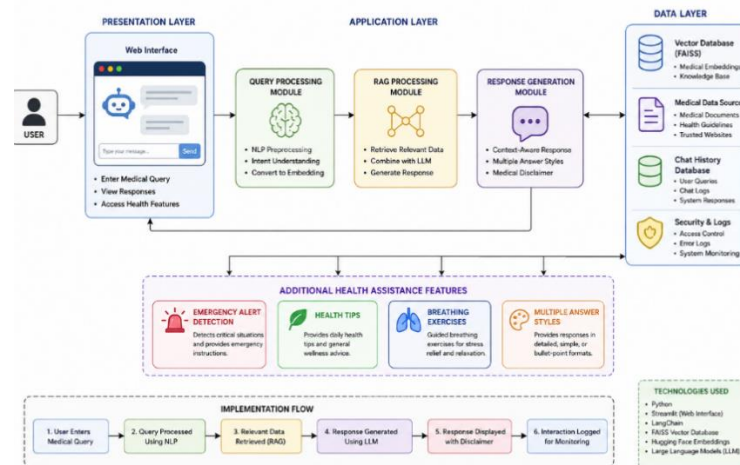 PRESENTATION LAYER
APPLICATION LAYER
DATA LAYER
USER
Web Interface
Type your message...
Send
• Enter Medical Query
• View Responses
• Access Health Features
QUERY PROCESSING
MODULE
• NLP Preprocessing
• Intent Understanding
• Convert to Embedding
RAG PROCESSING
MODULE
• Retrieve Relevant Data
• Combine with LLM
• Generate Response
RESPONSE GENERATION
MODULE
• Context-Aware Response
• Multiple Answer Styles
• Medical Disclaimer
Vector Database
(FAISS)
• Medical Embeddings
• Knowledge Base
Medical Data Source
• Medical Documents
• Health Guidelines
• Trusted Websites
Chat History
Database
• User Queries
• Chat Logs
• System Responses
Security & Logs
• Access Control
• Error Logs
• System Monitoring
ADDITIONAL HEALTH ASSISTANCE FEATURES
EMERGENCY ALERT
DETECTION
Detects critical situations
and provides emergency
instructions.
HEALTH TIPS
Provides daily health
tips and general
wellness advice.
BREATHING
EXERCISES
Guided breathing
exercises for stress
relief and relaxation.
MULTIPLE ANSWER
STYLES
Provides responses in
detailed, simple, or
bullet-point formats.
IMPLEMENTATION FLOW
1. User Enters
Medical Query
2. Query Processed
Using NLP
3. Relevant Data
Retrieved (RAG)
4. Response Generated
Using LLM
5. Response Displayed
with Disclaimer
6. Interaction Logged
for Monitoring
TECHNOLOGIES USED
• Python
• Streamlit (Web Interface)
• LangChain
• FAISS Vector Database
• Hugging Face Embeddings
• Large Language Models (LLM)